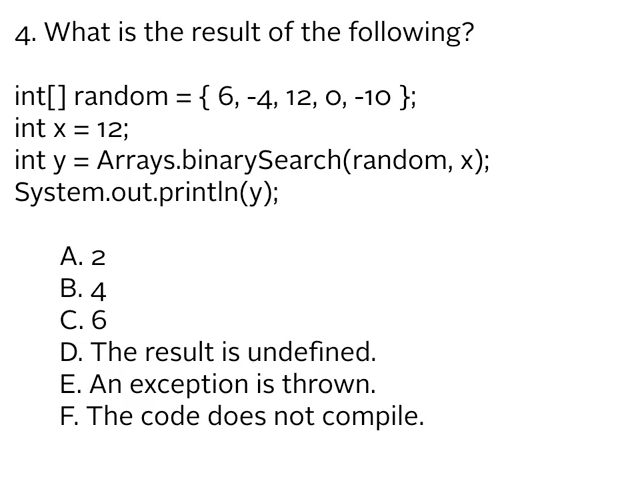 4. What is the result of the following?
int[] random = { 6, -4, 12, 0, -10 };
int x = 12;
int y = Arrays.binarySearch(random, x);
System.out.println(y);
A. 2
B. 4
C. 6
D. The result is undefined.
E. An exception is thrown.
F. The code does not compile.